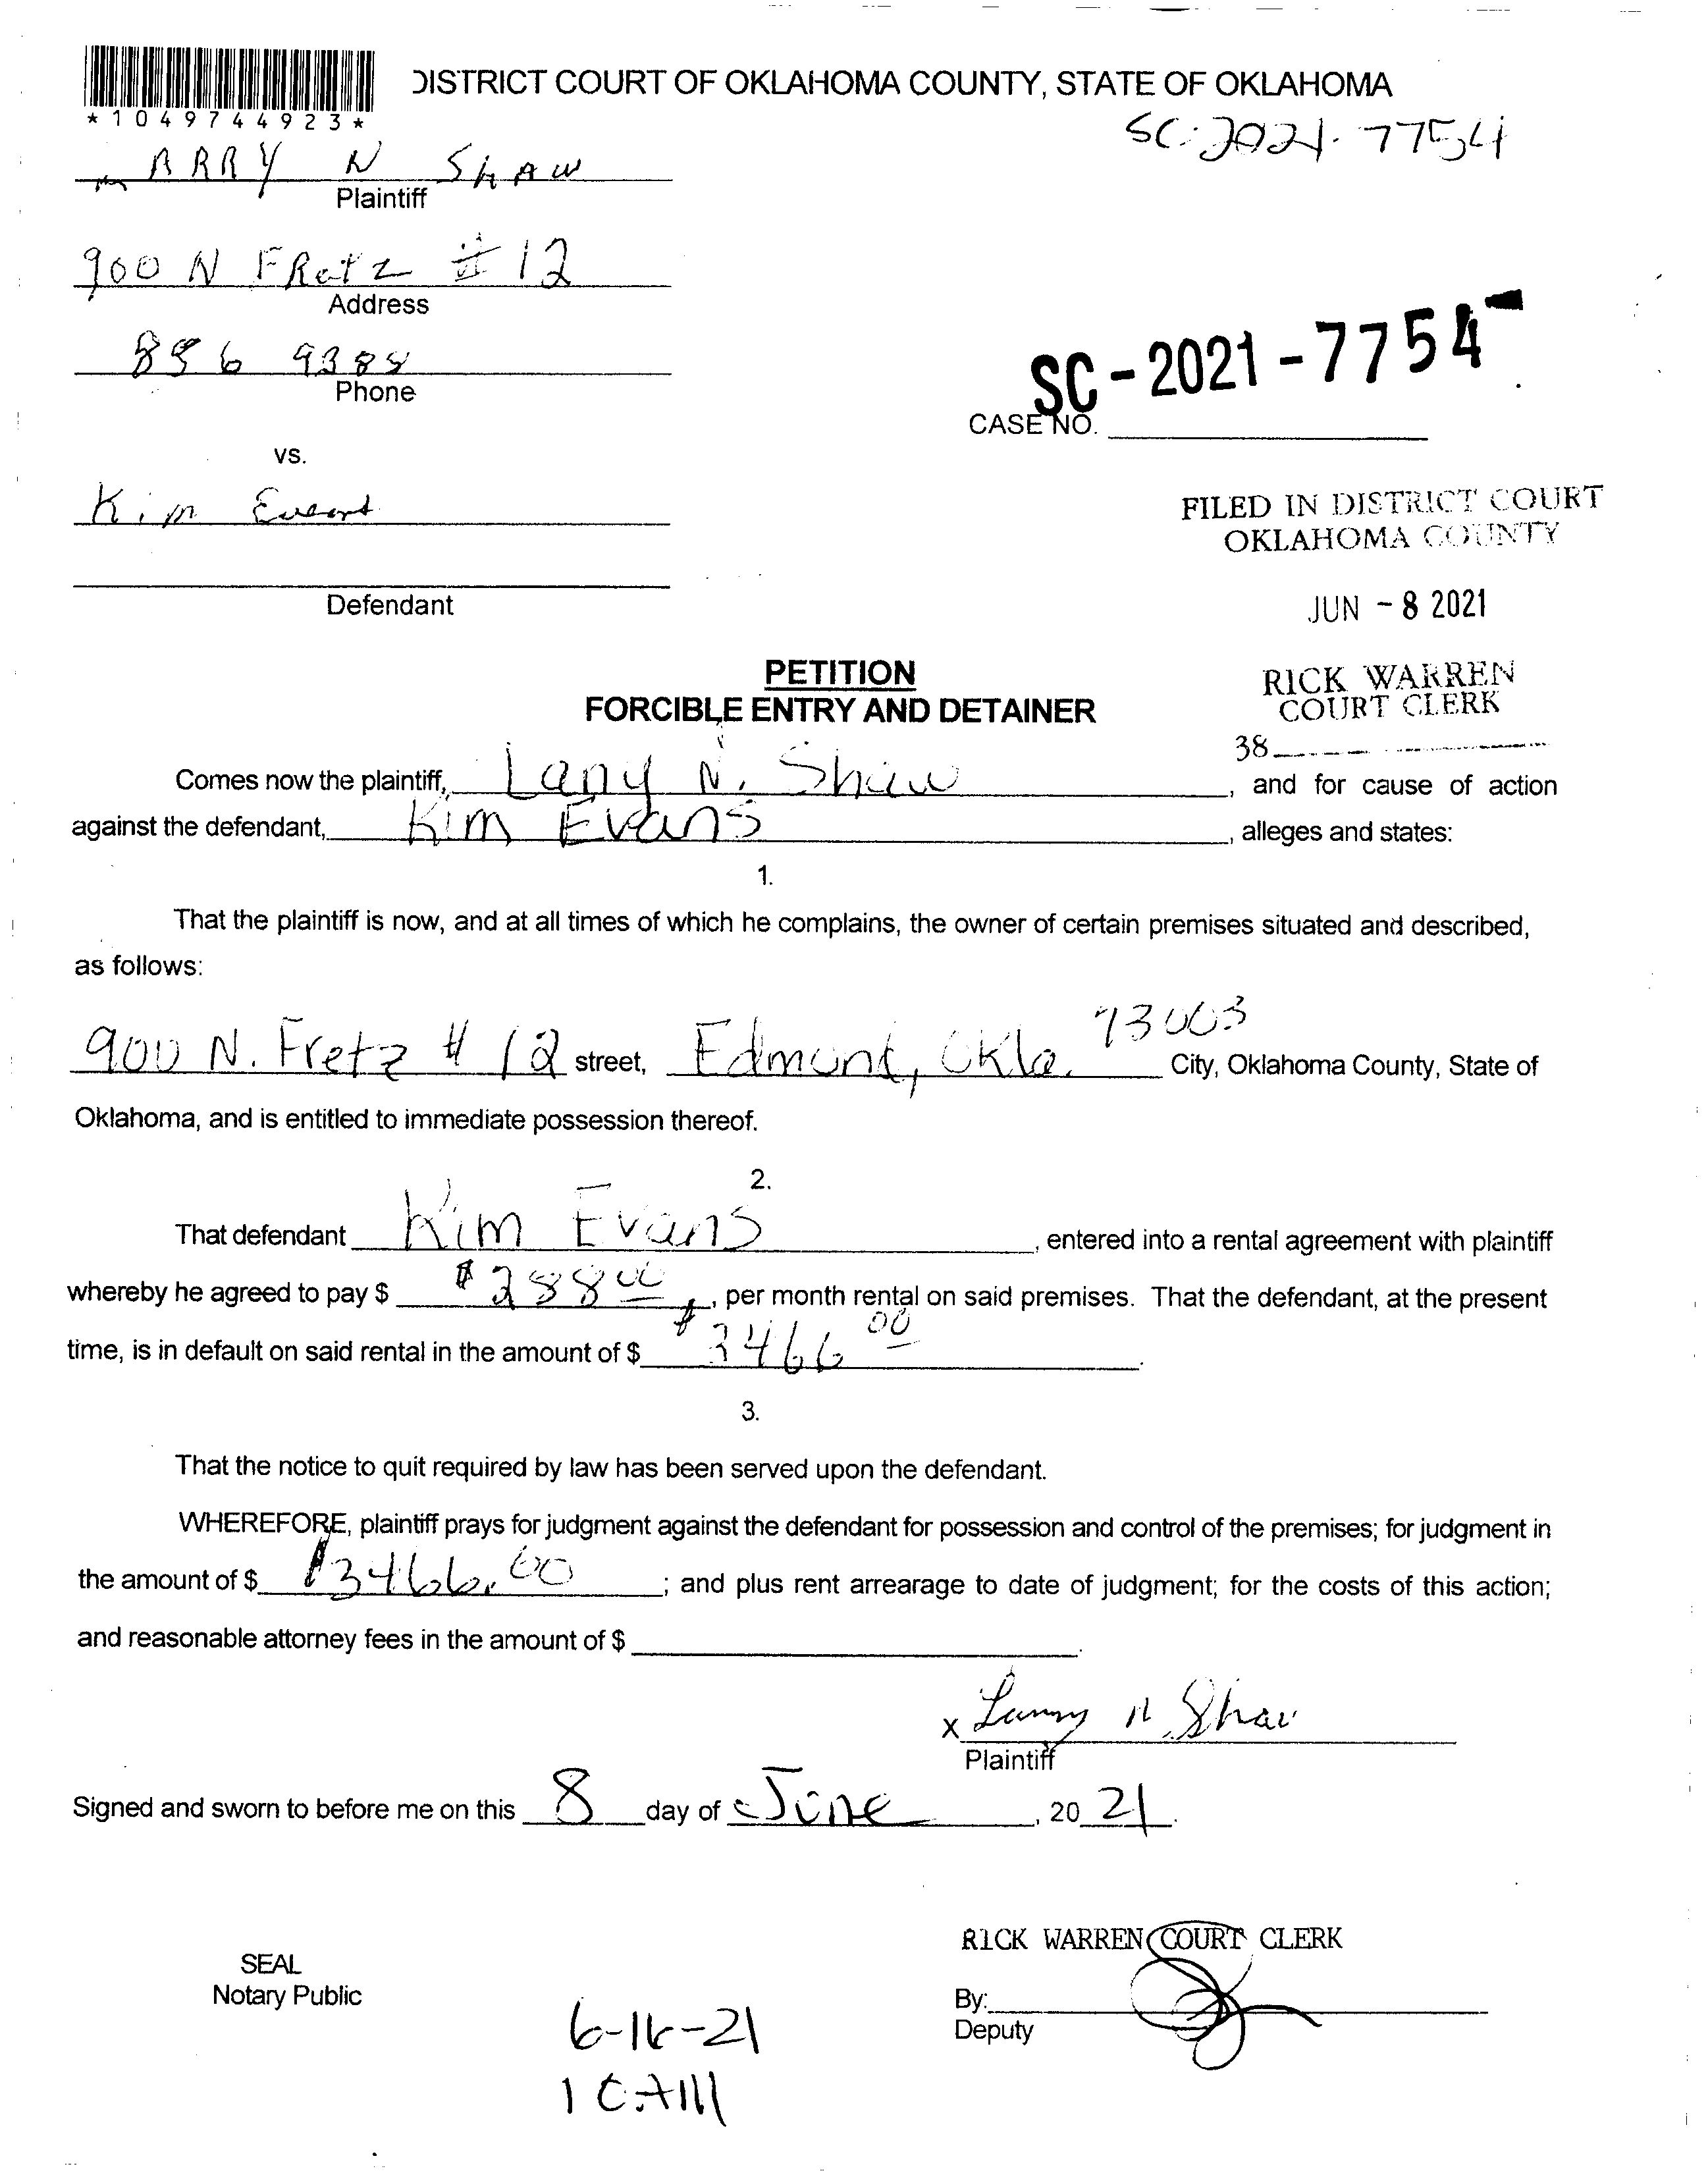 *1049744923*
DISTRICT COURT OF OKLAHOMA COUNTY, STATE OF OKLAHOMA
SC-2021-7754
ARRY N SHAW
Plaintiff
900 N FRetz # 12
Address
Phone
SC-2021-7754
CASE NO.
vs.
Kim
FILED IN DISTRICT COURT
OKLAHOMA COUNTY
Defendant
JUN - 8 2021
PETITION
FORCIBLE ENTRY AND DETAINER
RICK WARREN
COURT CLERK
38
Comes now the plaintiff, Larry N. Shaw, and for cause of action
against the defendant, Kim Evans, alleges and states:
1.
That the plaintiff is now, and at all times of which he complains, the owner of certain premises situated and described,
as follows:
900 N. Fretz # 12 street, Edmond, Okla. 73003 City, Oklahoma County, State of
Oklahoma, and is entitled to immediate possession thereof.
2.
That defendant Kim Evans, entered into a rental agreement with plaintiff
whereby he agreed to pay $ $288 00, per month rental on said premises. That the defendant, at the present
time, is in default on said rental in the amount of $ $3466 00.
3.
That the notice to quit required by law has been served upon the defendant.
WHEREFORE, plaintiff prays for judgment against the defendant for possession and control of the premises; for judgment in
the amount of $ $3466.00; and plus rent arrearage to date of judgment; for the costs of this action;
and reasonable attorney fees in the amount of $
x Larry N Shaw
Plaintiff
Signed and sworn to before me on this 8 day of June, 20 21.
RICK WARREN COURT CLERK
SEAL
Notary Public
By:
Deputy
6-16-21